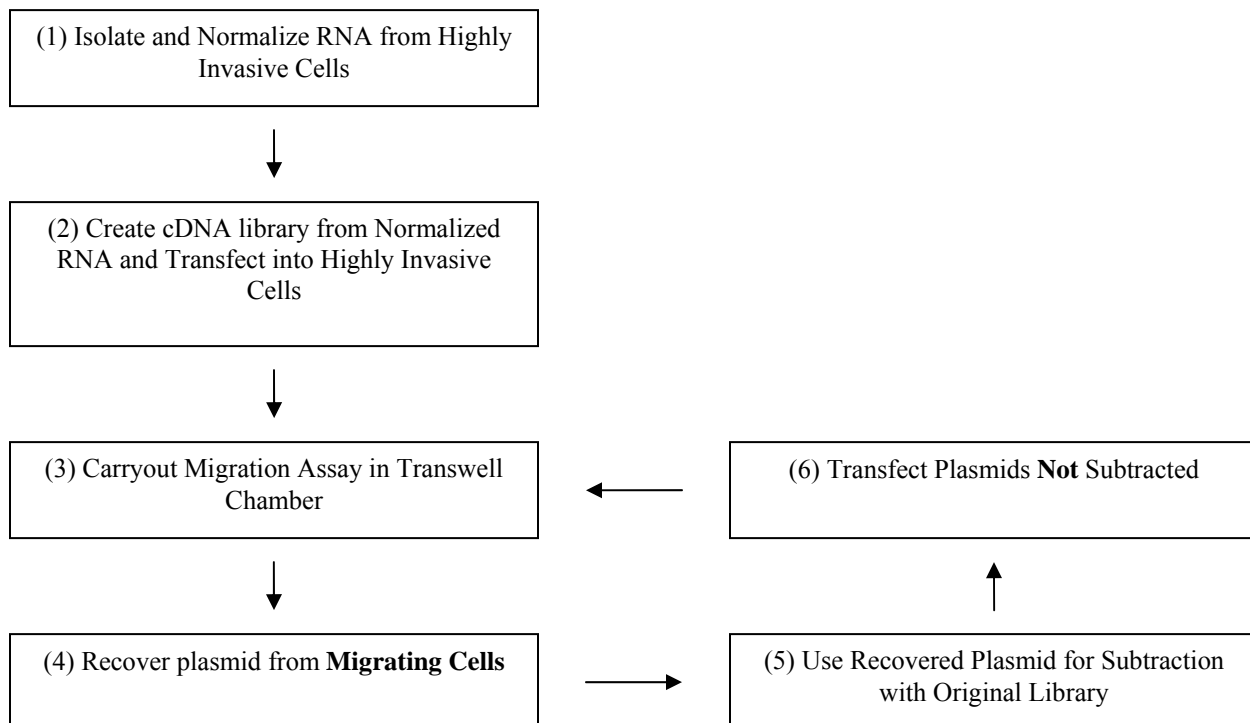 (1) Isolate and Normalize RNA from Highly
Invasive Cells
(2) Create cDNA library from Normalized
RNA and Transfect into Highly Invasive
Cells
(3) Carryout Migration Assay in Transwell
Chamber
(4) Recover plasmid from Migrating Cells
(5) Use Recovered Plasmid for Subtraction
with Original Library
(6) Transfect Plasmids Not Subtracted